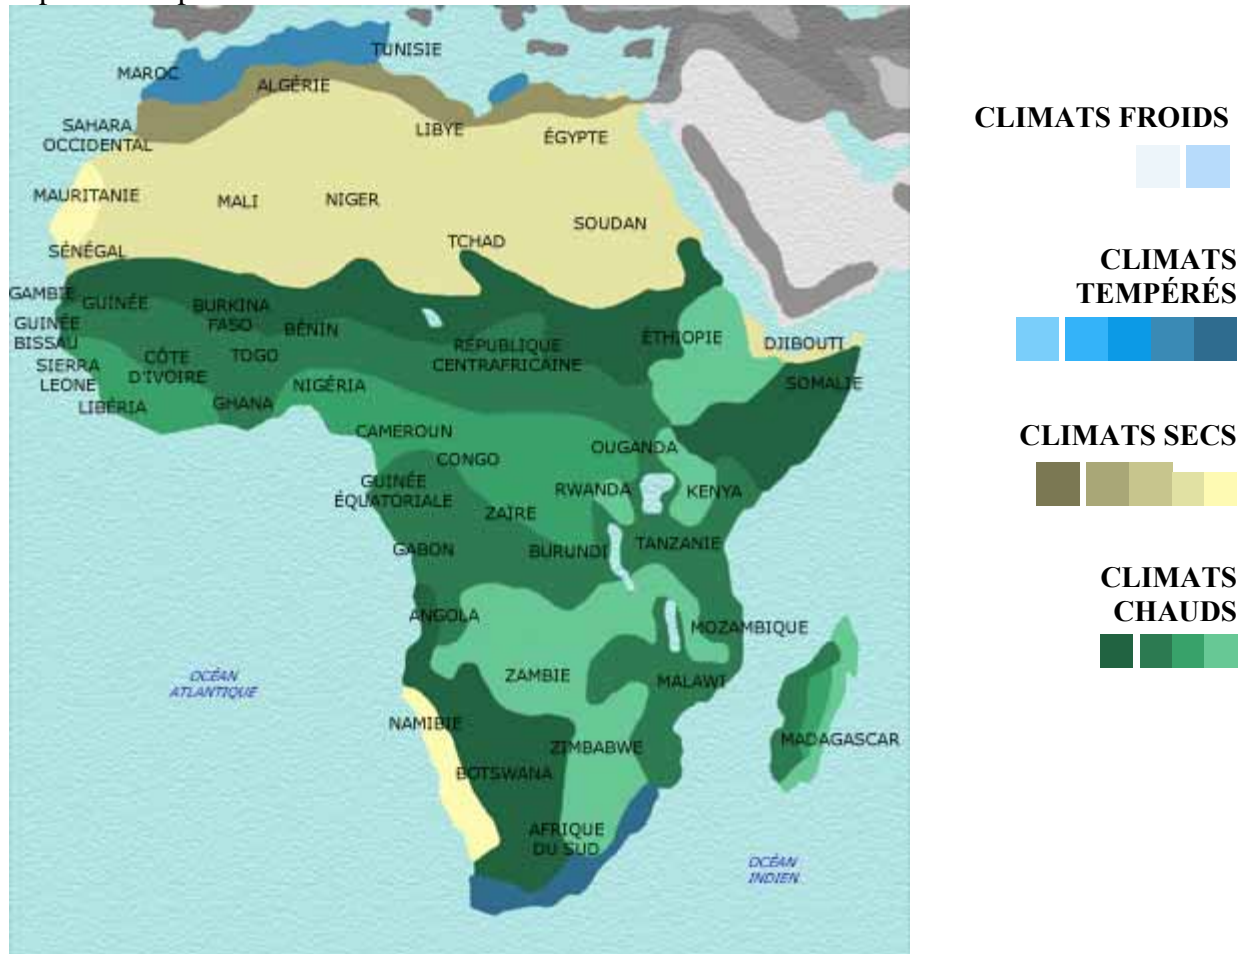 TUNISIE
MAROC
ALGÉRIE
LIBYE
ÉGYPTE
SAHARA
OCCIDENTAL
MAURITANIE
MALI
NIGER
SOUDAN
TCHAD
SÉNÉGAL
GAMBIE
GUINÉE
BURKINA
FASO
BÉNIN
GUINÉE
BISSAU
SIERRA
LEONE
CÔTE
D'IVOIRE
TOGO
LIBÉRIA
GHANA
NIGÉRIA
RÉPUBLIQUE
CENTRAFRICAINE
ÉTHIOPIE
DJIBOUTI
SOMALIE
CAMEROUN
CONGO
OUGANDA
GUINÉE
ÉQUATORIALE
RWANDA
KENYA
ZAÏRE
GABON
BURUNDI
TANZANIE
ANGOLA
MOZAMBIQUE
ZAMBIE
MALAWI
OCÉAN
ATLANTIQUE
NAMIBIE
ZIMBABWE
MADAGASCAR
BOTSWANA
AFRIQUE
DU SUD
OCÉAN
INDIEN
CLIMATS FROIDS
CLIMATS
TEMPÉRÉS
CLIMATS SECS
CLIMATS
CHAUDS